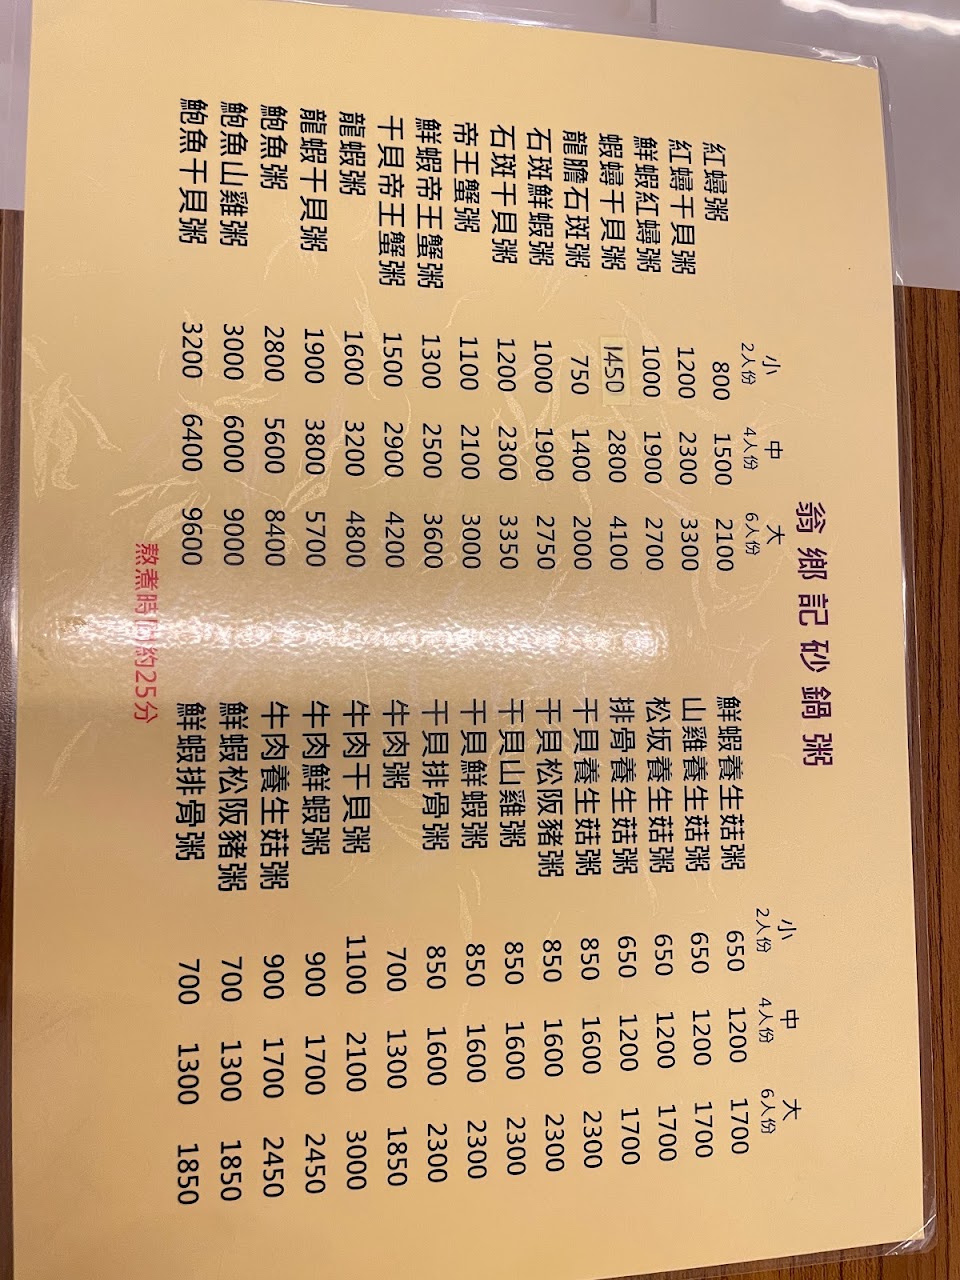 翁鄉記砂鍋粥
小 中 大
2人份 4人份 6人份
紅蟳粥 800 1500 2100
紅蟳干貝粥 1200 2300 3300
鮮蝦紅蟳粥 1000 1900 2700
蝦蟳干貝粥 1450 2800 4100
龍膽石斑粥 750 1400 2000
石斑鮮蝦粥 1000 1900 2750
石斑干貝粥 1200 2300 3350
帝王蟹粥 1100 2100 3000
鮮蝦帝王蟹粥 1300 2500 3600
干貝帝王蟹粥 1500 2900 4200
龍蝦粥 1600 3200 4800
龍蝦干貝粥 1900 3800 5700
鮑魚粥 2800 5600 8400
鮑魚山雞粥 3000 6000 9000
鮑魚干貝粥 3200 6400 9600
小 中 大
2人份 4人份 6人份
鮮蝦養生菇粥 650 1200 1700
山雞養生菇粥 650 1200 1700
松坂養生菇粥 650 1200 1700
排骨養生菇粥 650 1200 1700
干貝養生菇粥 850 1600 2300
干貝松阪豬粥 850 1600 2300
干貝山雞粥 850 1600 2300
干貝鮮蝦粥 850 1600 2300
干貝排骨粥 850 1600 2300
牛肉粥 700 1300 1850
牛肉干貝粥 1100 2100 3000
牛肉鮮蝦粥 900 1700 2450
牛肉養生菇粥 900 1700 2450
鮮蝦松阪豬粥 700 1300 1850
鮮蝦排骨粥 700 1300 1850
熬煮時間約25分